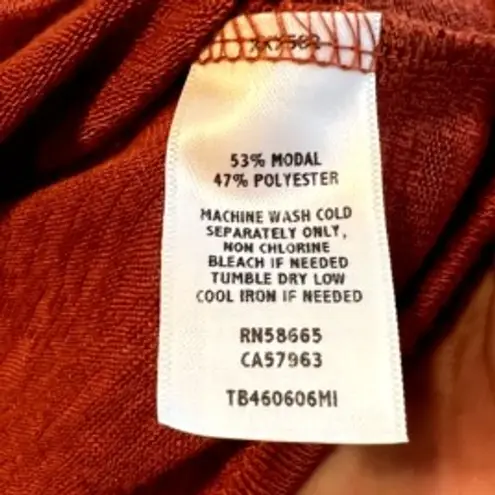 53% MODAL
47% POLYESTER
MACHINE WASH COLD
SEPARATELY ONLY,
NON CHLORINE
BLEACH IF NEEDED
TUMBLE DRY LOW
COOL IRON IF NEEDED
RN58665
CA57963
TB460606MI